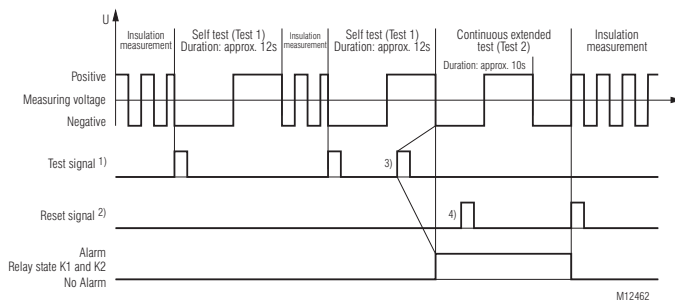 U
Insulation
measurement
Self test (Test 1)
Duration: approx. 12s
Insulation
measurement
Self test (Test 1)
Duration: approx. 12s
Continuous extended
test (Test 2)
Duration: approx. 10s
Insulation
measurement
Positive
Measuring voltage
Negative
Test signal 1)
3)
Reset signal 2)
4)
Alarm
Relay state K1 and K2
No Alarm
M12462